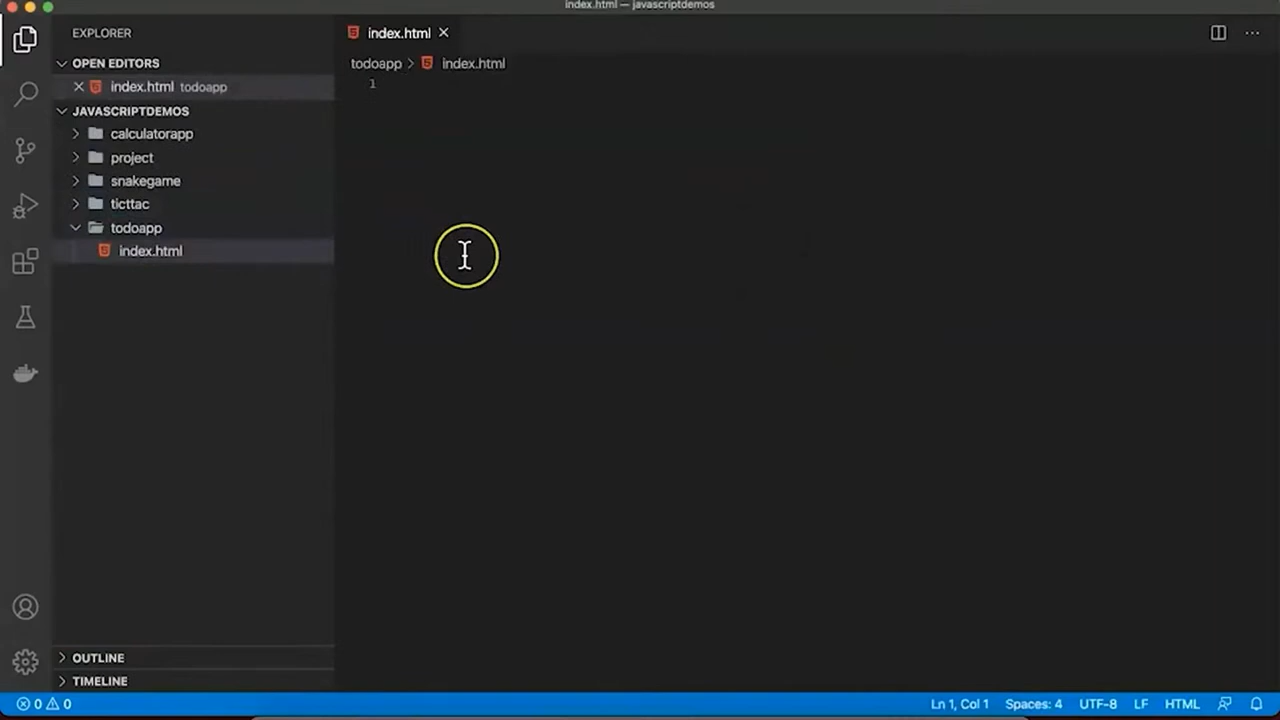 index.html — javascriptdemos
EXPLORER
OPEN EDITORS
index.html todoapp
JAVASCRIPTDEMOS
calculatorapp
project
snakegame
ticttac
todoapp
index.html
OUTLINE
TIMELINE
index.html
todoapp > index.html
1
0 0
Ln 1, Col 1 Spaces: 4 UTF-8 LF HTML